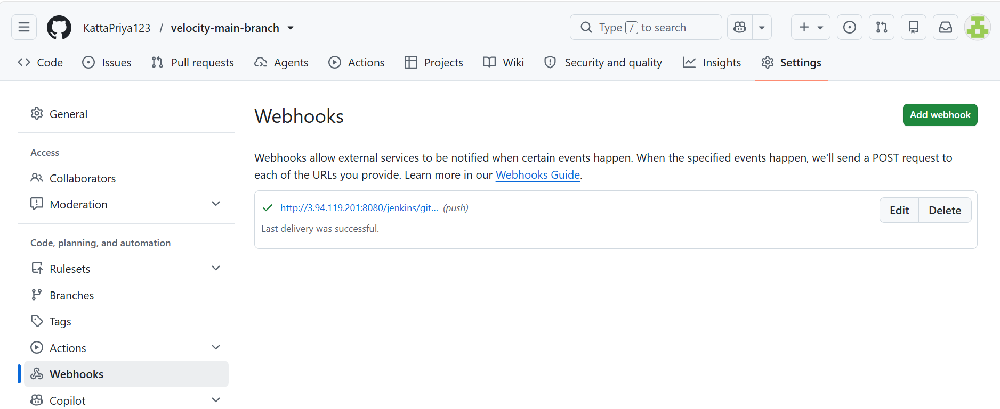 KattaPriya123 / velocity-main-branch
Type / to search
Code Issues Pull requests Agents Actions Projects Wiki Security and quality Insights Settings
General
Access
Collaborators
Moderation
Code, planning, and automation
Rulesets
Branches
Tags
Actions
Webhooks
Copilot
Webhooks
Add webhook
Webhooks allow external services to be notified when certain events happen. When the specified events happen, we'll send a POST request to
each of the URLs you provide. Learn more in our Webhooks Guide.
http://3.94.119.201:8080/jenkins/git... (push)
Edit Delete
Last delivery was successful.